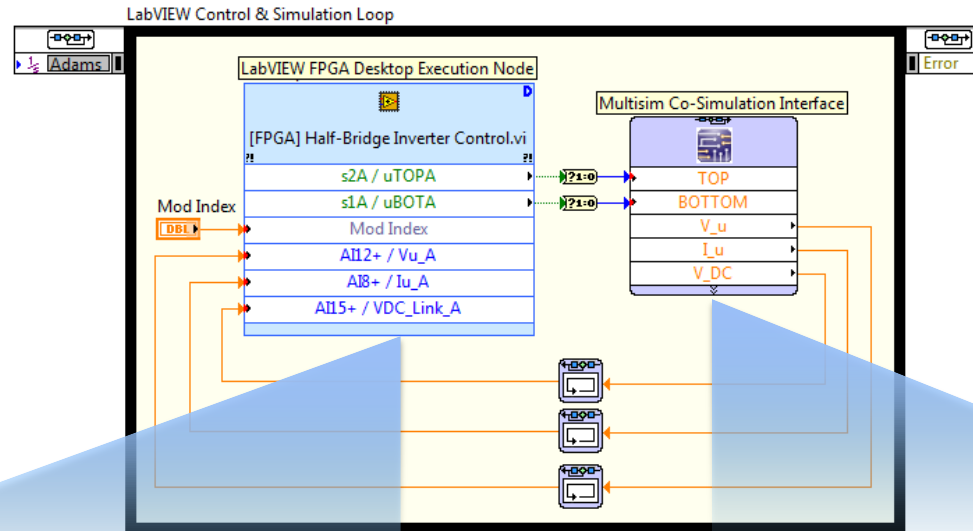 LabVIEW Control & Simulation Loop
Adams
Error
LabVIEW FPGA Desktop Execution Node
D
[FPGA] Half-Bridge Inverter Control.vi
?! ?!
s2A / uTOPA
s1A / uBOTA
Mod Index
AI12+ / Vu_A
AI8+ / Iu_A
AI15+ / VDC_Link_A
Mod Index
DBL
?1:0
?1:0
Multisim Co-Simulation Interface
TOP
BOTTOM
V_u
I_u
V_DC